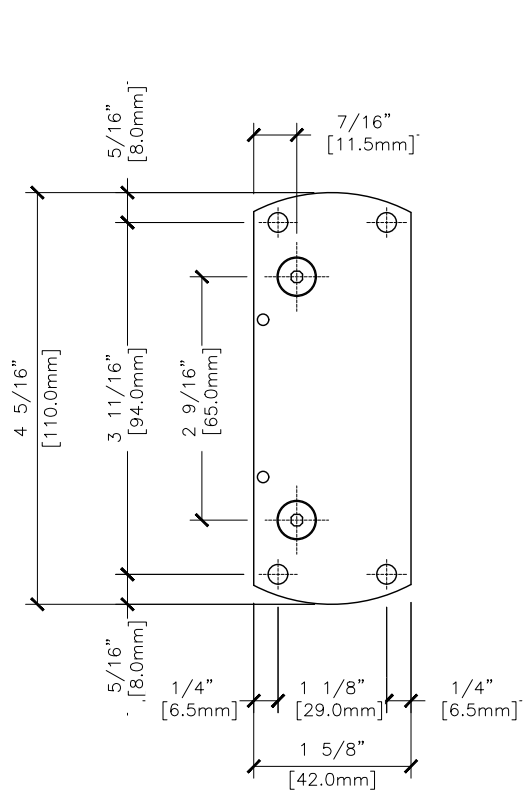 5/16"
[8.0mm]
7/16"
[11.5mm]
4 5/16"
[110.0mm]
3 11/16"
[94.0mm]
2 9/16"
[65.0mm]
5/16"
[8.0mm]
1/4"
[6.5mm]
1 1/8"
[29.0mm]
1/4"
[6.5mm]
1 5/8"
[42.0mm]